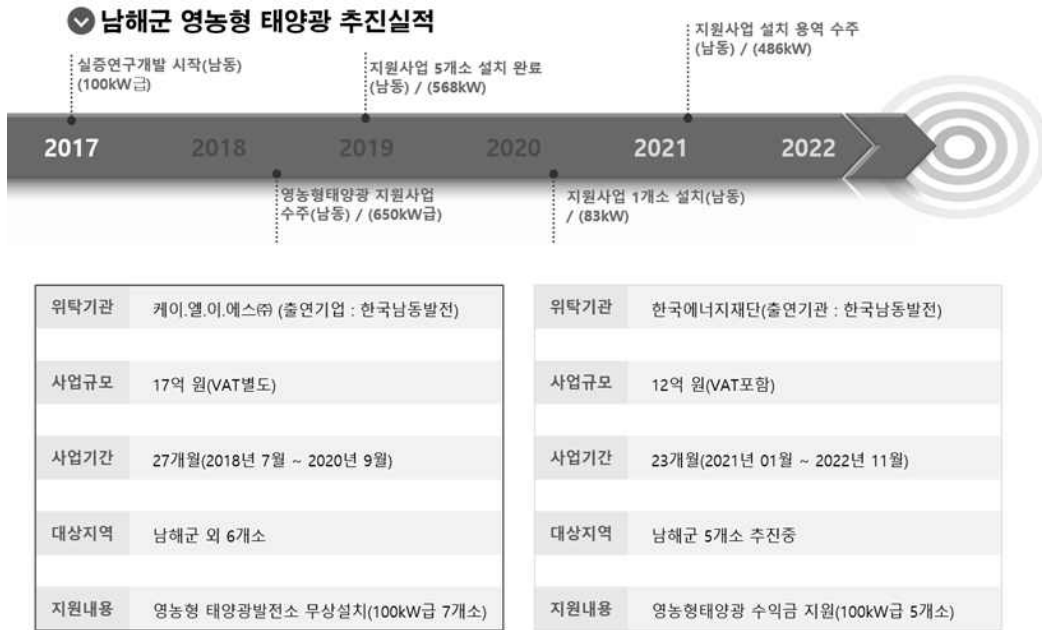 남해군 영농형 태양광 추진실적
실증연구개발 시작(남동)
(100kW급)
지원사업 5개소 설치 완료
(남동) / (568kW)
지원사업 설치 용역 수주
(남동) / (486kW)
2017 2018 2019 2020 2021 2022
영농형태양광 지원사업
수주(남동) / (650kW급)
지원사업 1개소 설치(남동)
/ (83kW)
위탁기관 케이.엘.이.에스㈜ (출연기업 : 한국남동발전)
사업규모 17억 원(VAT별도)
사업기간 27개월(2018년 7월 ~ 2020년 9월)
대상지역 남해군 외 6개소
지원내용 영농형 태양광발전소 무상설치(100kW급 7개소)
위탁기관 한국에너지재단(출연기관 : 한국남동발전)
사업규모 12억 원(VAT포함)
사업기간 23개월(2021년 01월 ~ 2022년 11월)
대상지역 남해군 5개소 추진중
지원내용 영농형태양광 수익금 지원(100kW급 5개소)